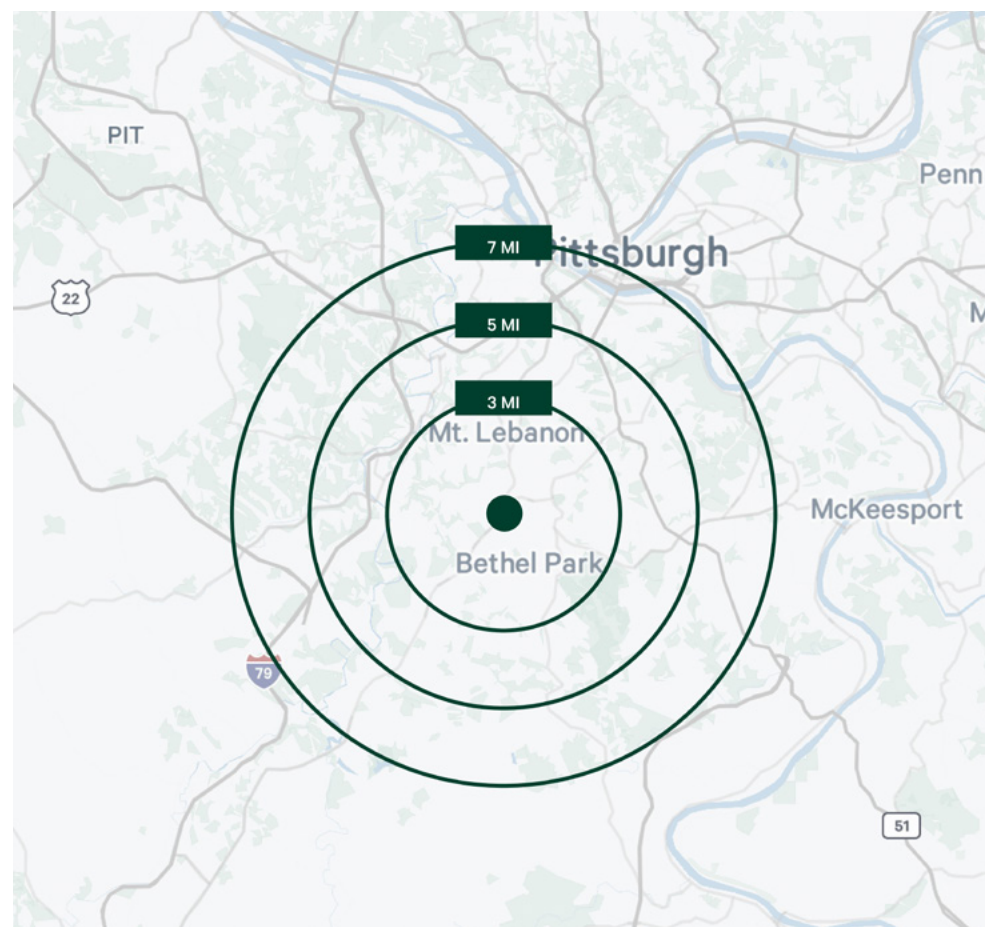 PIT
Penn
7 MI
Pittsburgh
22
M
5 MI
3 MI
Mt. Lebanon
McKeesport
Bethel Park
79
51